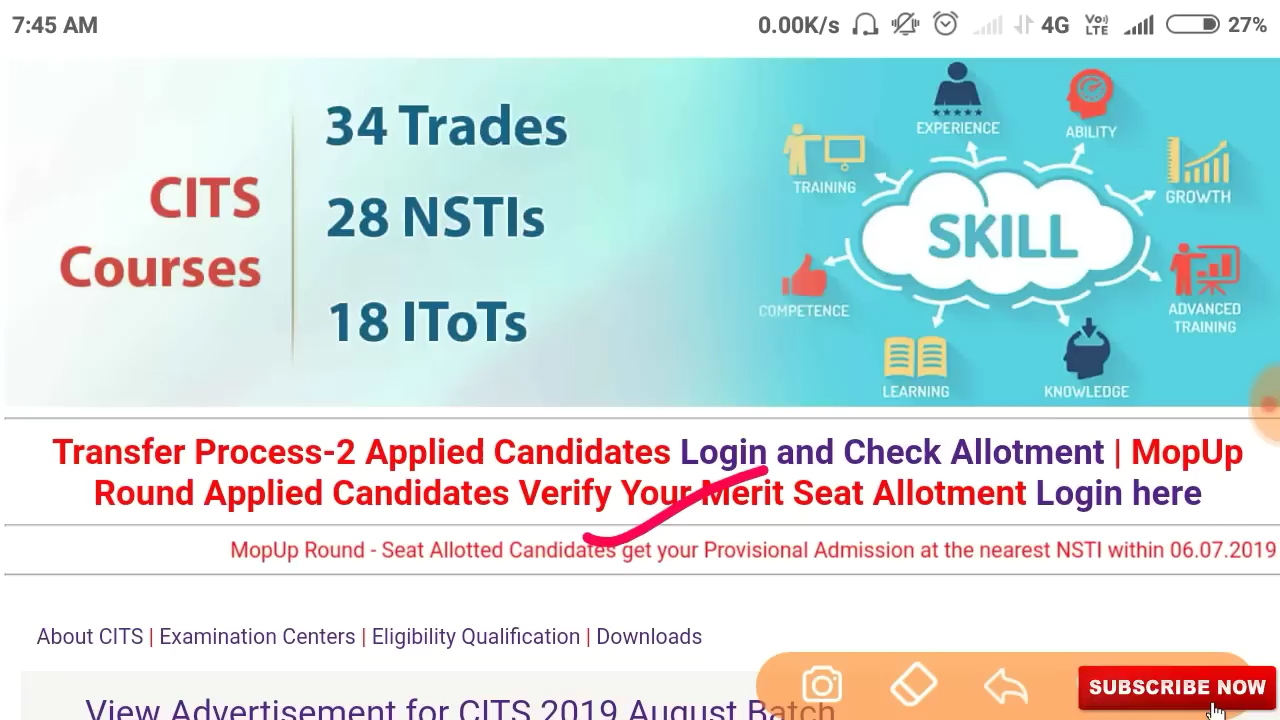 7:45 AM
0.00K/s 4G Vo) LTE 27%
CITS
Courses
34 Trades
28 NSTIs
18 IToTs
EXPERIENCE
ABILITY
TRAINING
GROWTH
SKILL
COMPETENCE
ADVANCED
TRAINING
LEARNING
KNOWLEDGE
Transfer Process-2 Applied Candidates Login and Check Allotment | MopUp
Round Applied Candidates Verify Your Merit Seat Allotment Login here
MopUp Round - Seat Allotted Candidates get your Provisional Admission at the nearest NSTI within 06.07.2019
About CITS | Examination Centers | Eligibility Qualification | Downloads
View Advertisement for CITS 2019 August Batch
SUBSCRIBE NOW